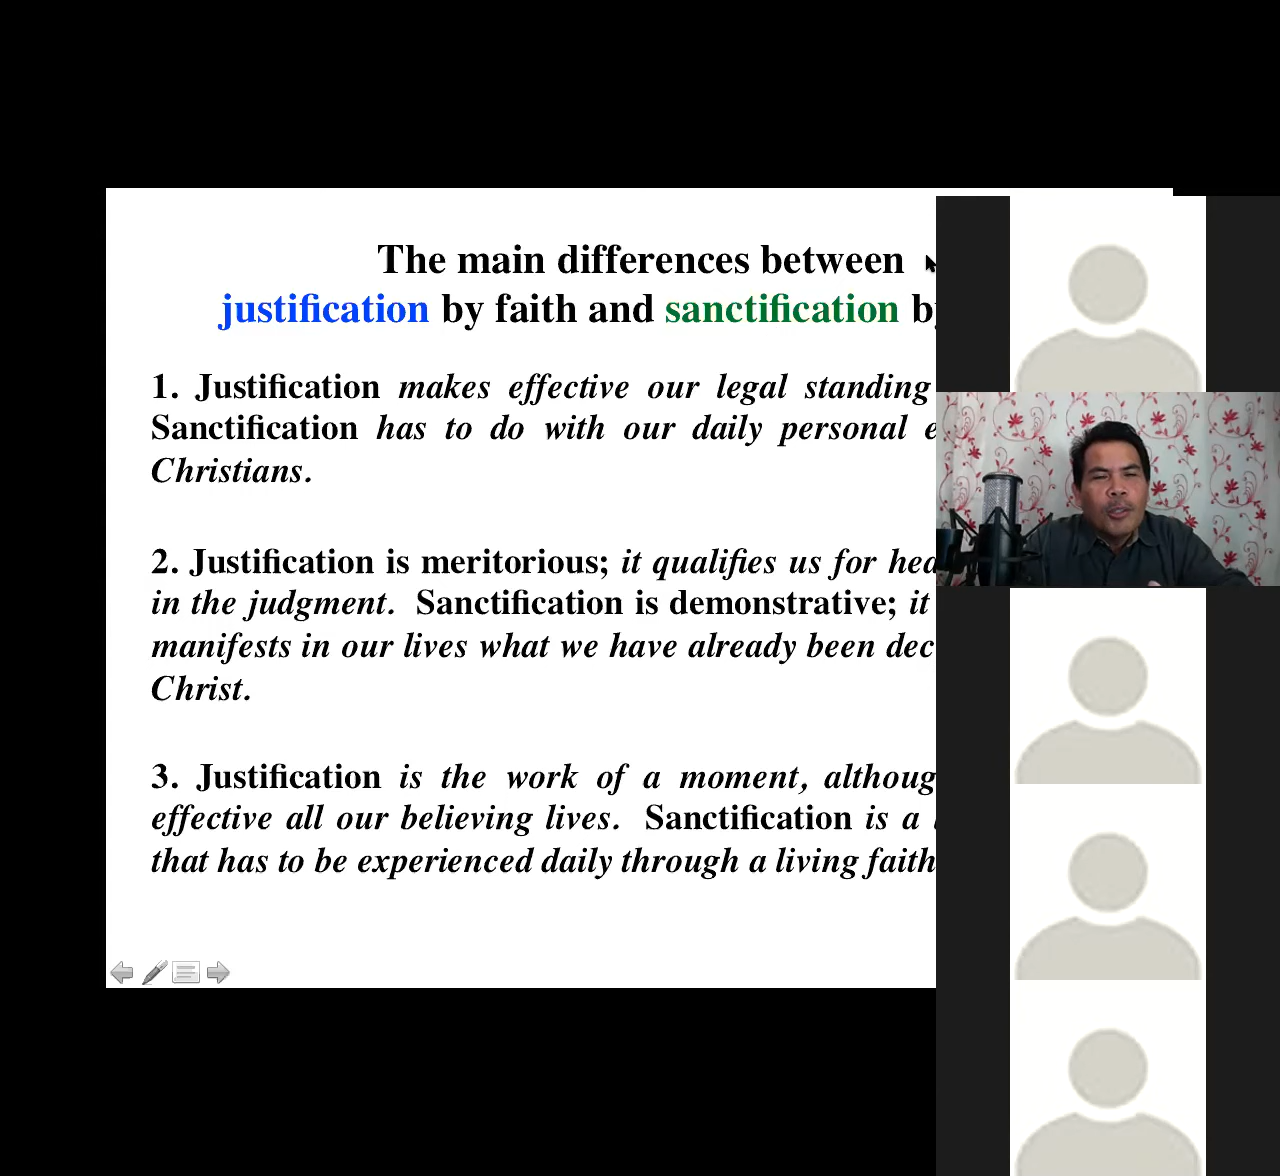 The main differences between
justification by faith and sanctification
1. Justification makes effective our legal standing
Sanctification has to do with our daily personal
Christians.
2. Justification is meritorious; it qualifies us for
in the judgment. Sanctification is demonstrative; it
manifests in our lives what we have already been
Christ.
3. Justification is the work of a moment,
effective all our believing lives. Sanctification is a
that has to be experienced daily through a living faith